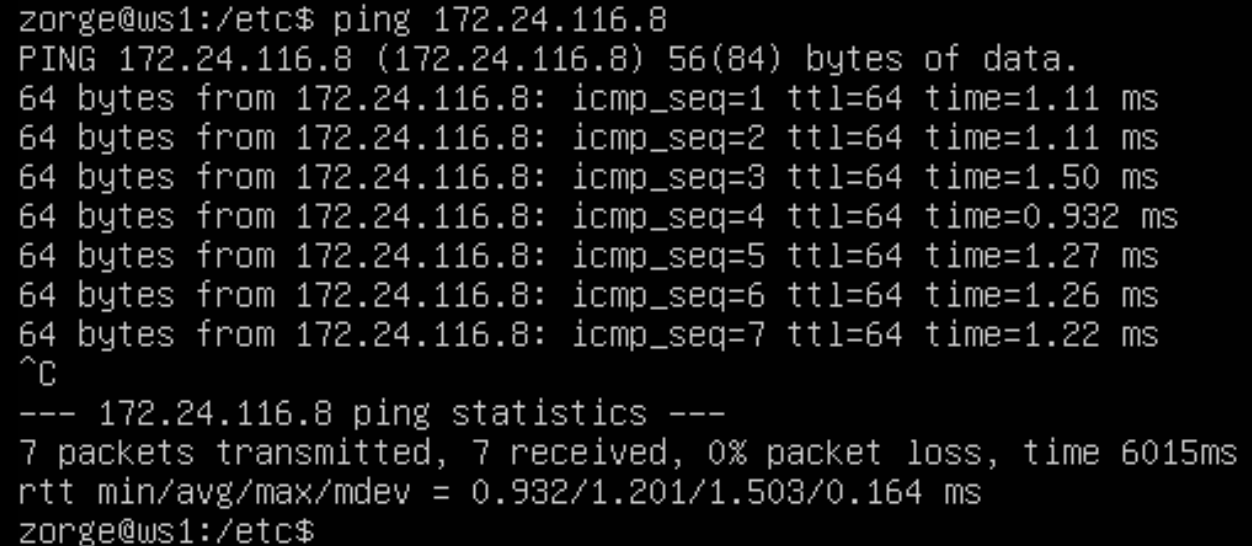 zorge@ws1:/etc$ ping 172.24.116.8
PING 172.24.116.8 (172.24.116.8) 56(84) bytes of data.
64 bytes from 172.24.116.8: icmp_seq=1 ttl=64 time=1.11 ms
64 bytes from 172.24.116.8: icmp_seq=2 ttl=64 time=1.11 ms
64 bytes from 172.24.116.8: icmp_seq=3 ttl=64 time=1.50 ms
64 bytes from 172.24.116.8: icmp_seq=4 ttl=64 time=0.932 ms
64 bytes from 172.24.116.8: icmp_seq=5 ttl=64 time=1.27 ms
64 bytes from 172.24.116.8: icmp_seq=6 ttl=64 time=1.26 ms
64 bytes from 172.24.116.8: icmp_seq=7 ttl=64 time=1.22 ms
^C
--- 172.24.116.8 ping statistics ---
7 packets transmitted, 7 received, 0% packet loss, time 6015ms
rtt min/avg/max/mdev = 0.932/1.201/1.503/0.164 ms
zorge@ws1:/etc$